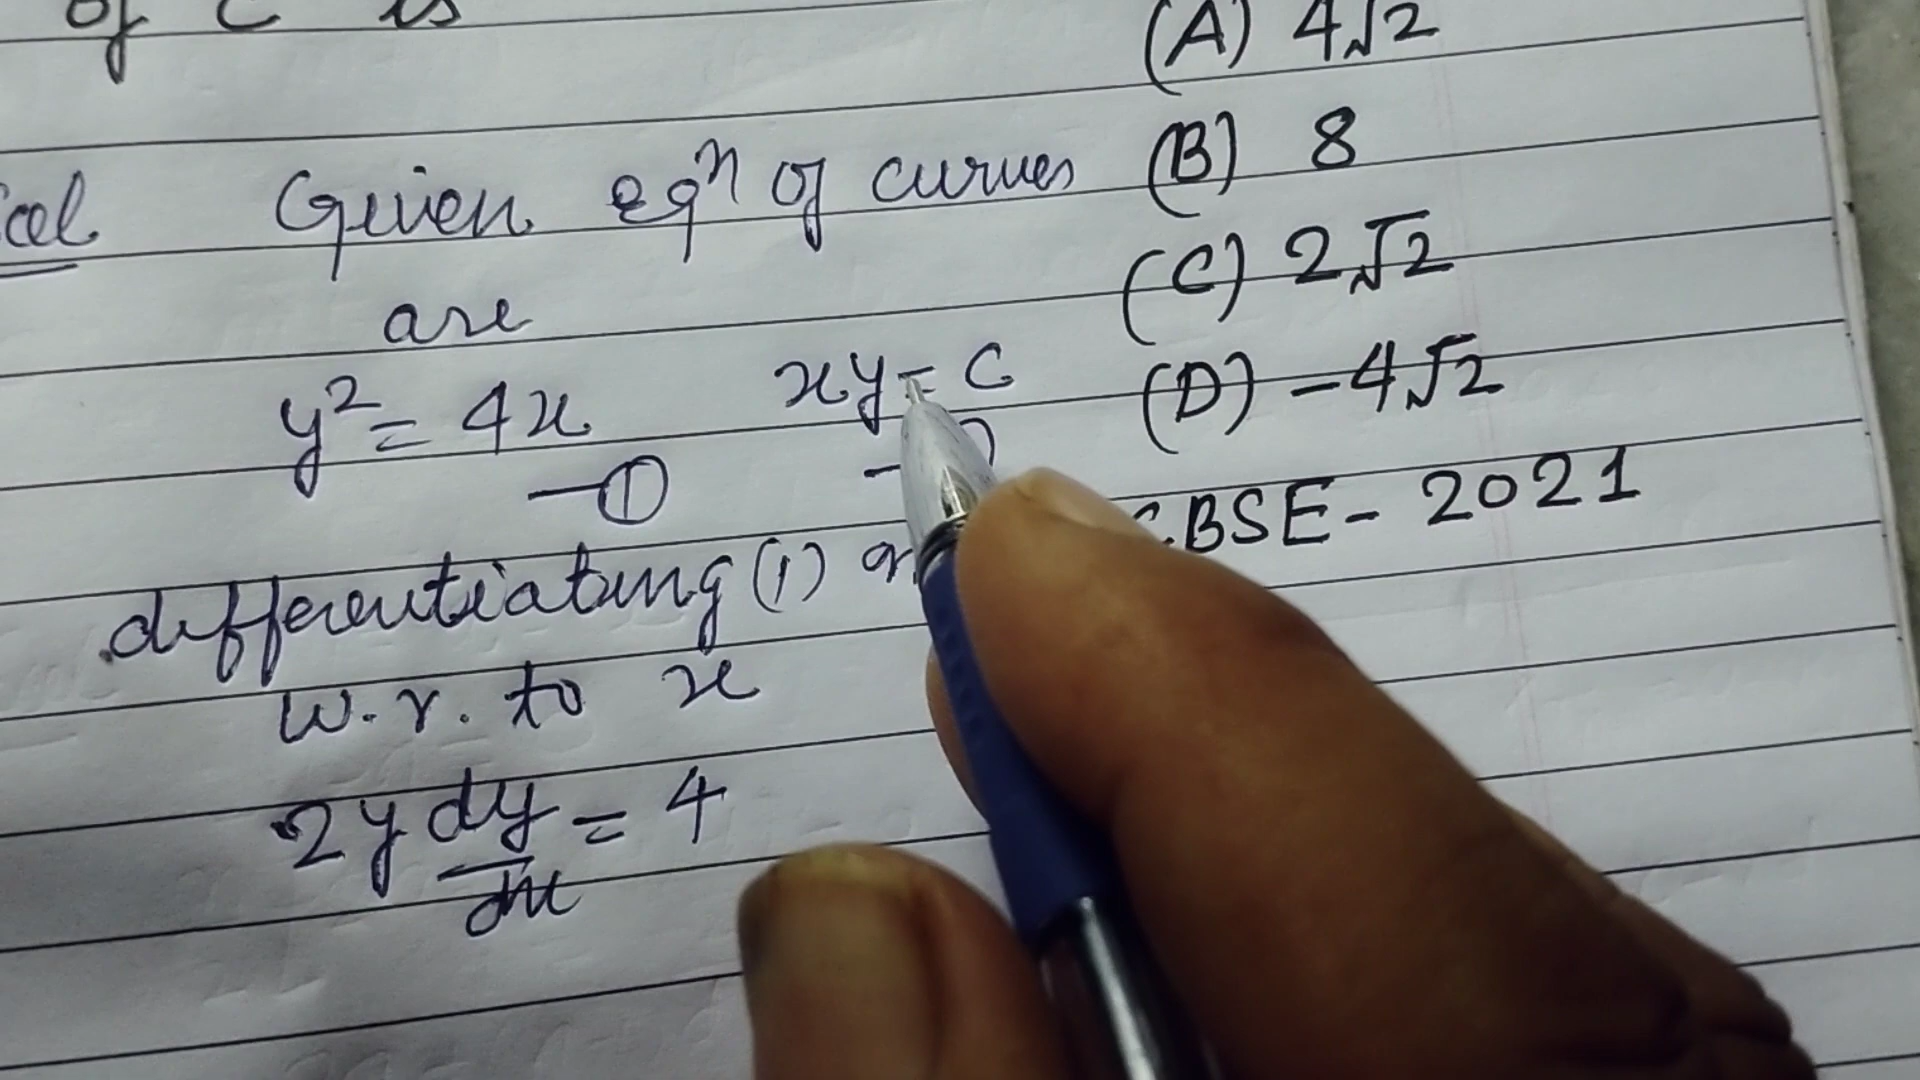 of C is
(A) 4√2
Given eqn of curves
(B) 8
are
(C) 2√2
y² = 4x
xy = C
(D) -4√2
— ①
CBSE - 2021
differentiating (1)
w.r. to x
2y dy/dx = 4